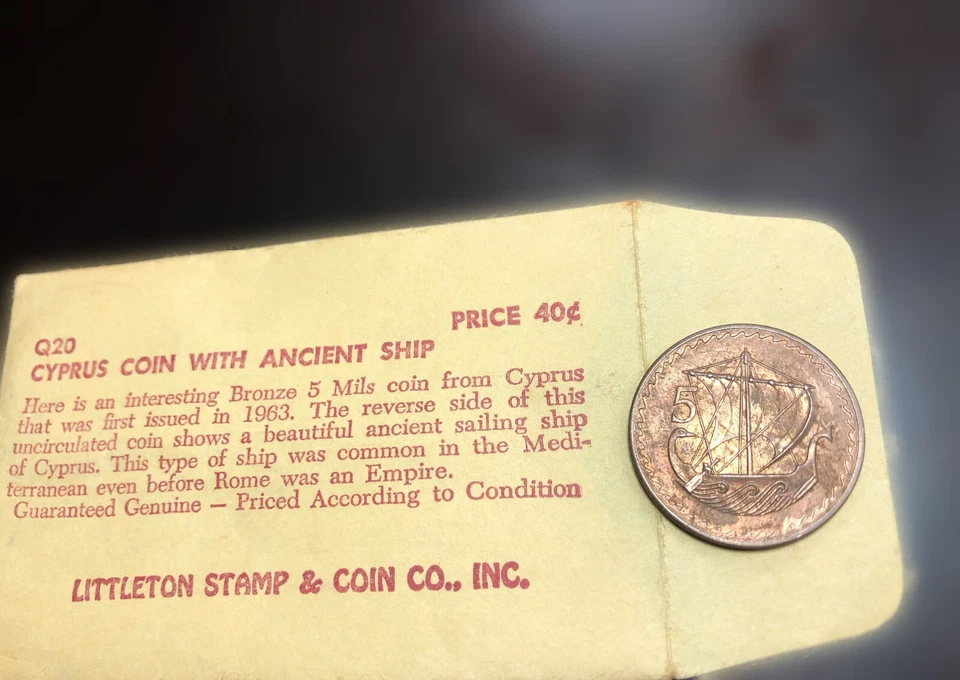 Q20
PRICE 40¢
CYPRUS COIN WITH ANCIENT SHIP
Here is an interesting Bronze 5 Mils coin from Cyprus
that was first issued in 1963. The reverse side of this
uncirculated coin shows a beautiful ancient sailing ship
of Cyprus. This type of ship was common in the Medi-
terranean even before Rome was an Empire.
Guaranteed Genuine — Priced According to Condition
LITTLETON STAMP & COIN CO., INC.
5